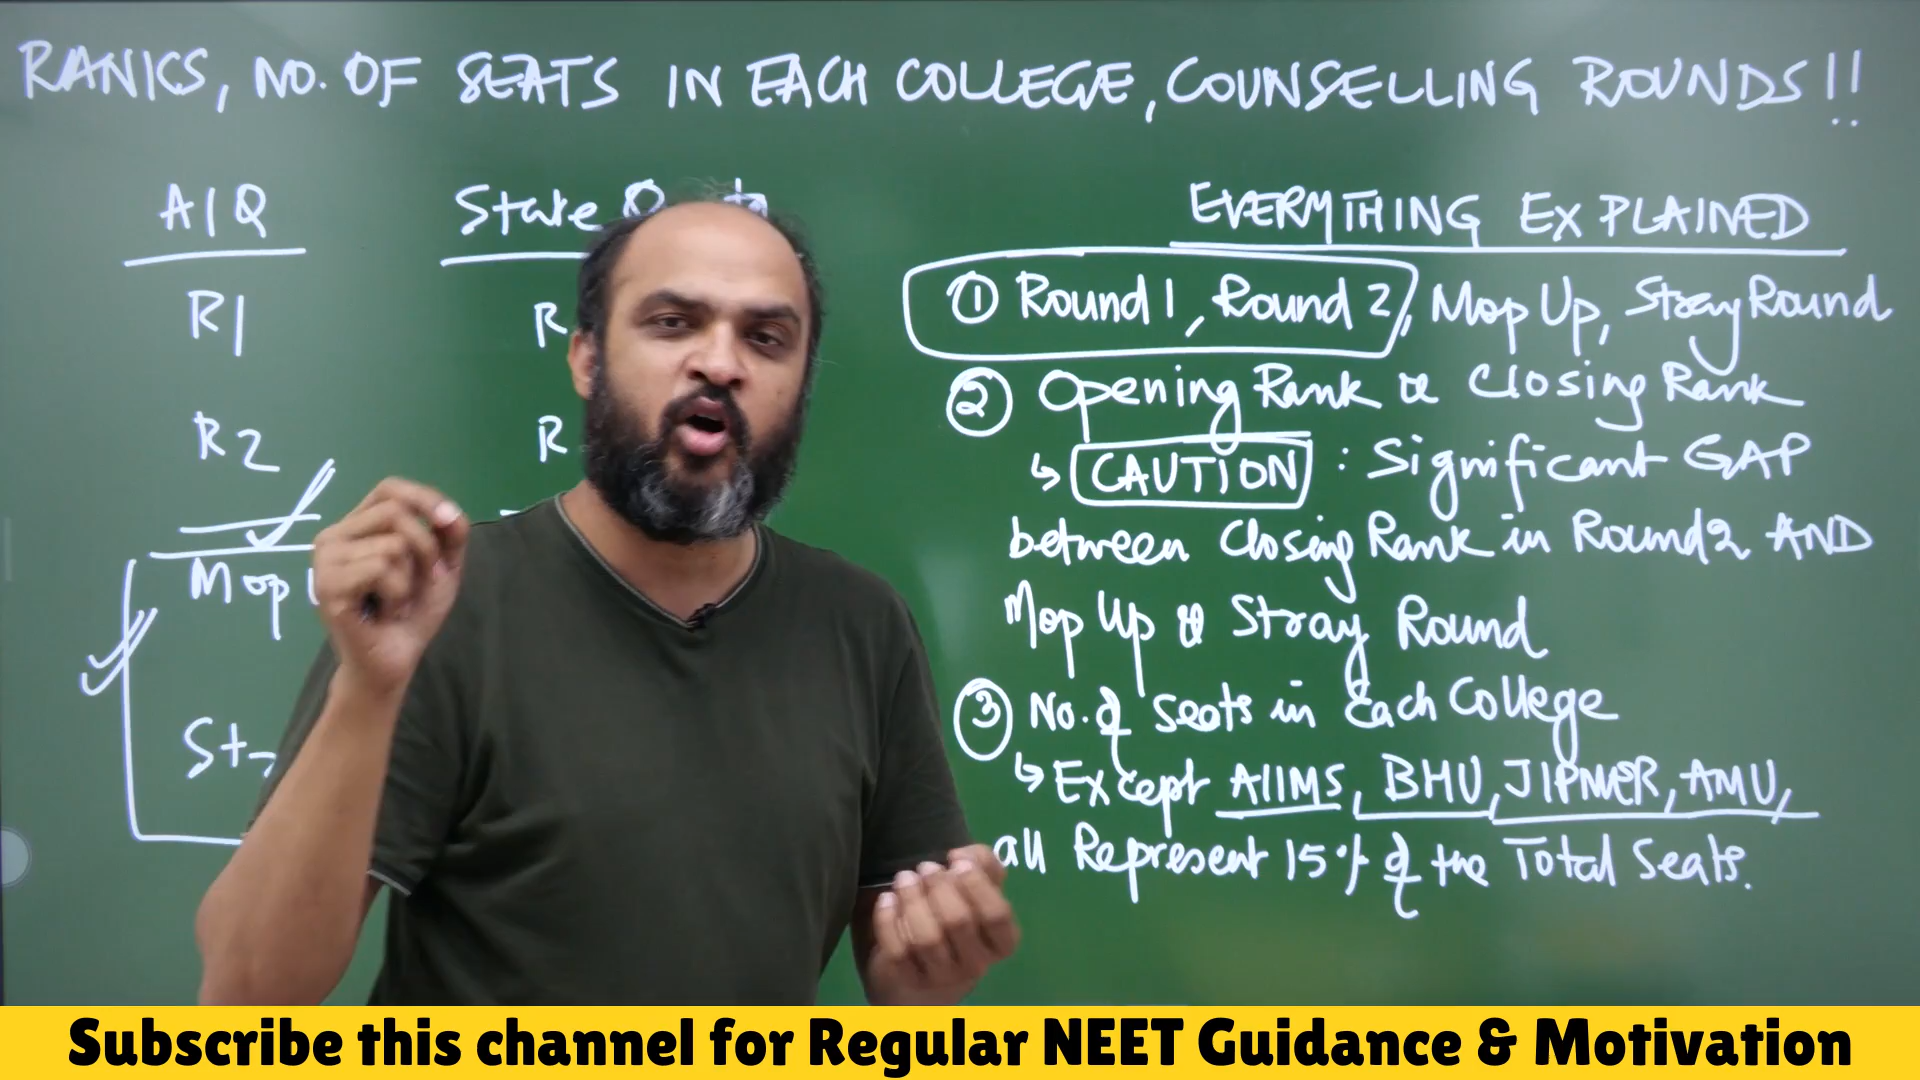 RANKS, NO. OF SEATS IN EACH COLLEGE, COUNSELLING ROUNDS!!
AIQ
R1
R2
Mop
State
R
R
EVERYTHING EXPLAINED
① Round 1, Round 2, Mop Up, Stray Round
② Opening Rank & Closing Rank
↳ CAUTION : Significant GAP
between Closing Rank in Round 2 AND
Mop Up & Stray Round
③ No. of seats in Each College
↳ Except AIIMS, BHU, JIPMER, AMU,
all Represent 15% of the Total Seats.
Subscribe this channel for Regular NEET Guidance & Motivation